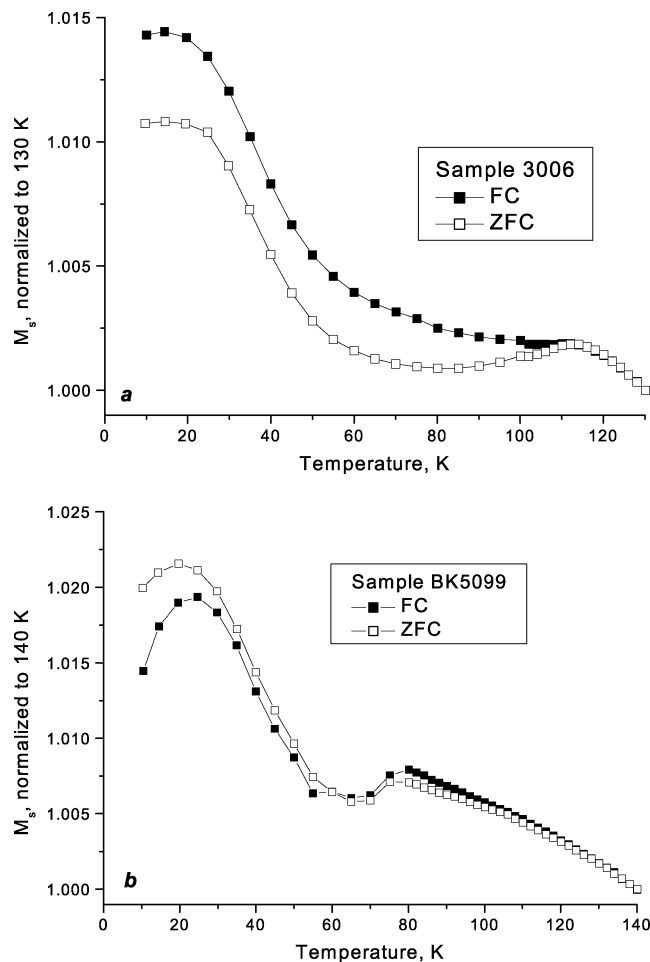 1.015
1.010
1.005
1.000
Ms, normalized to 130 K
Sample 3006
FC
ZFC
a
0 20 40 60 80 100 120
Temperature, K
1.025
1.020
1.015
1.010
1.005
1.000
Ms, normalized to 140 K
Sample BK5099
FC
ZFC
b
0 20 40 60 80 100 120 140
Temperature, K